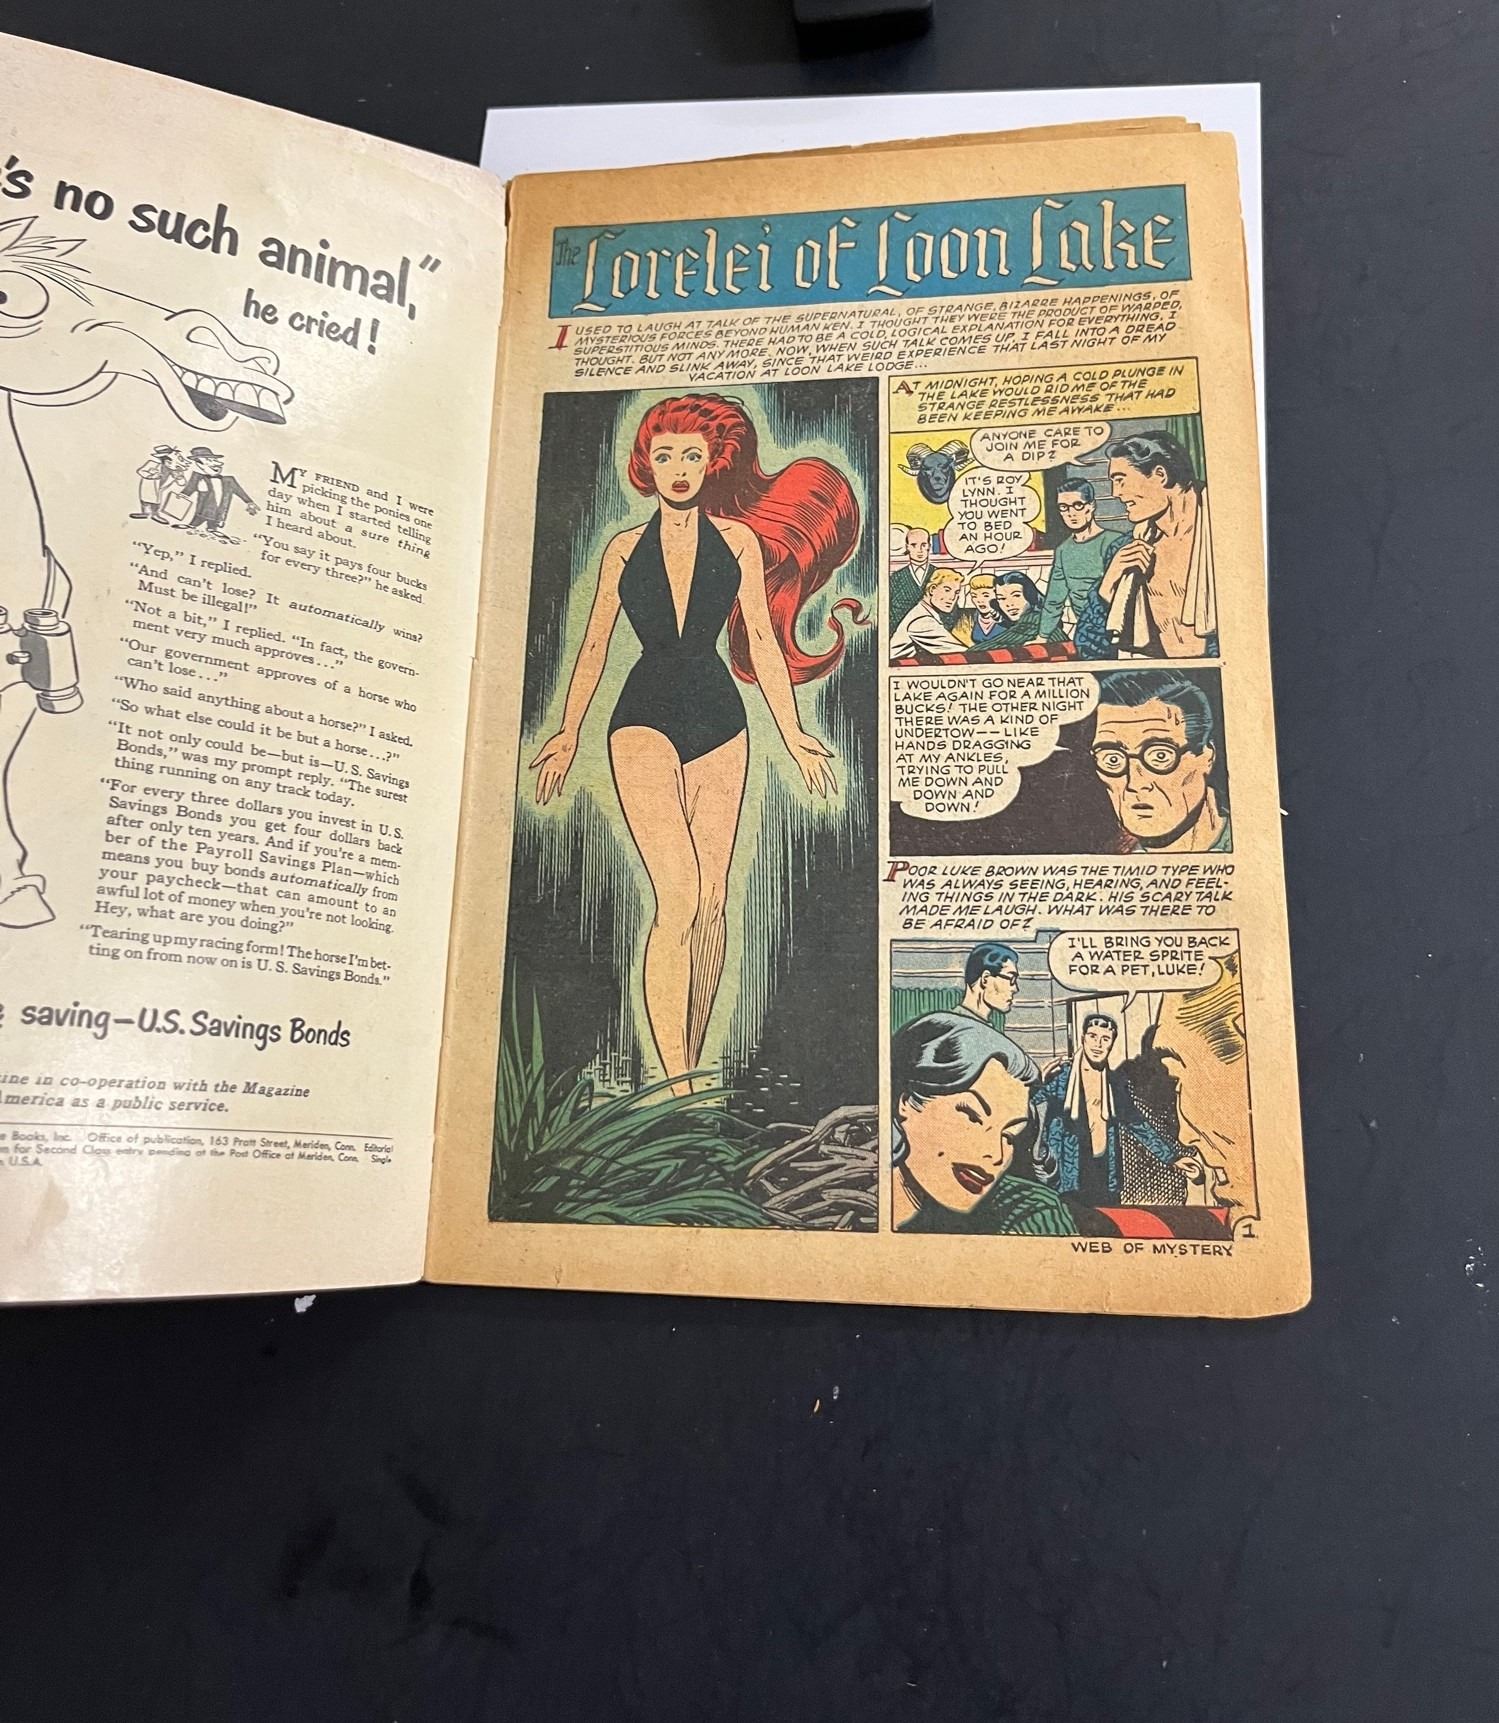 's no such animal,"
he cried!
MY FRIEND and I were
picking the ponies one
day when I started telling
him about a sure thing
I heard about.
"You say it pays four bucks
for every three?" he asked.
"Yep," I replied.
"And can't lose? It automatically wins?
Must be illegal!"
"Not a bit," I replied. "In fact, the govern-
ment very much approves..."
"Our government approves of a horse who
can't lose..."
"Who said anything about a horse?" I asked.
"So what else could it be but a horse...?"
"It not only could be—but is—U. S. Savings
Bonds," was my prompt reply. "The surest
thing running on any track today.
"For every three dollars you invest in U.S.
Savings Bonds you get four dollars back
after only ten years. And if you're a mem-
ber of the Payroll Savings Plan—which
means you buy bonds automatically from
your paycheck—that can amount to an
awful lot of money when you're not looking.
Hey, what are you doing?"
"Tearing up my racing form! The horse I'm bet-
ting on from now on is U. S. Savings Bonds."
saving—U.S. Savings Bonds
in co-operation with the Magazine
America as a public service.
Books, Inc. Office of publication, 163 Pratt Street, Meriden, Conn. Editorial
for Second Class entry pending at the Post Office at Meriden, Conn. Single
U.S.A.
The Lorelei of Loon Lake
I USED TO LAUGH AT TALK OF THE SUPERNATURAL, OF STRANGE, BIZARRE HAPPENINGS, OF
MYSTERIOUS FORCES BEYOND HUMAN KEN. I THOUGHT THEY WERE THE PRODUCT OF WARPED,
SUPERSTITIOUS MINDS. THERE HAD TO BE A COLD, LOGICAL EXPLANATION FOR EVERYTHING, I
THOUGHT. BUT NOT ANY MORE. NOW, WHEN SUCH TALK COMES UP, I FALL INTO A DREAD
SILENCE AND SLINK AWAY, SINCE THAT WEIRD EXPERIENCE THAT LAST NIGHT OF MY
VACATION AT LOON LAKE LODGE...
AT MIDNIGHT, HOPING A COLD PLUNGE IN
THE LAKE WOULD RID ME OF THE
STRANGE RESTLESSNESS THAT HAD
BEEN KEEPING ME AWAKE...
ANYONE CARE TO
JOIN ME FOR
A DIP?
IT'S ROY
LYNN. I
THOUGHT
YOU WENT
TO BED
AN HOUR
AGO!
I WOULDN'T GO NEAR THAT
LAKE AGAIN FOR A MILLION
BUCKS! THE OTHER NIGHT
THERE WAS A KIND OF
UNDERTOW--LIKE
HANDS DRAGGING
AT MY ANKLES,
TRYING TO PULL
ME DOWN AND
DOWN AND
DOWN!
POOR LUKE BROWN WAS THE TIMID TYPE WHO
WAS ALWAYS SEEING, HEARING, AND FEEL-
ING THINGS IN THE DARK. HIS SCARY TALK
MADE ME LAUGH. WHAT WAS THERE TO
BE AFRAID OF?
I'LL BRING YOU BACK
A WATER SPRITE
FOR A PET, LUKE!
1
WEB OF MYSTERY